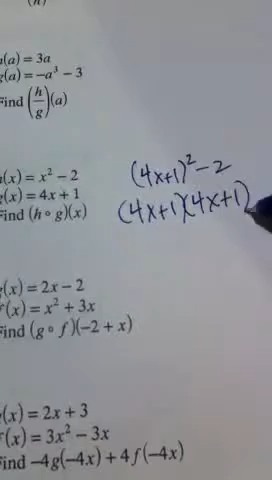 (a) = 3a
g(a) = −a³ − 3
Find (h/g)(a)
(x) = x² − 2
g(x) = 4x + 1
Find (h ∘ g)(x)
(4x+1)² − 2
(4x+1)(4x+1)
(x) = 2x − 2
f(x) = x² + 3x
Find (g ∘ f)(−2 + x)
(x) = 2x + 3
f(x) = 3x² − 3x
Find −4g(−4x) + 4f(−4x)